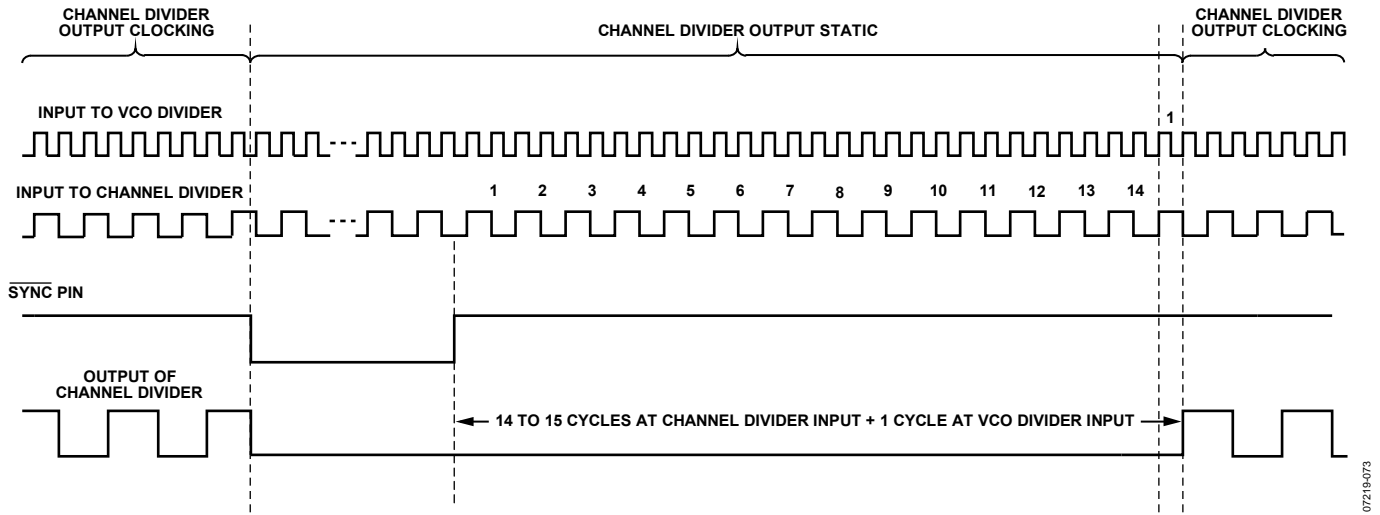 CHANNEL DIVIDER
OUTPUT CLOCKING
CHANNEL DIVIDER OUTPUT STATIC
CHANNEL DIVIDER
OUTPUT CLOCKING
INPUT TO VCO DIVIDER
1
INPUT TO CHANNEL DIVIDER
1 2 3 4 5 6 7 8 9 10 11 12 13 14
SYNC PIN
OUTPUT OF
CHANNEL DIVIDER
14 TO 15 CYCLES AT CHANNEL DIVIDER INPUT + 1 CYCLE AT VCO DIVIDER INPUT
07219-073